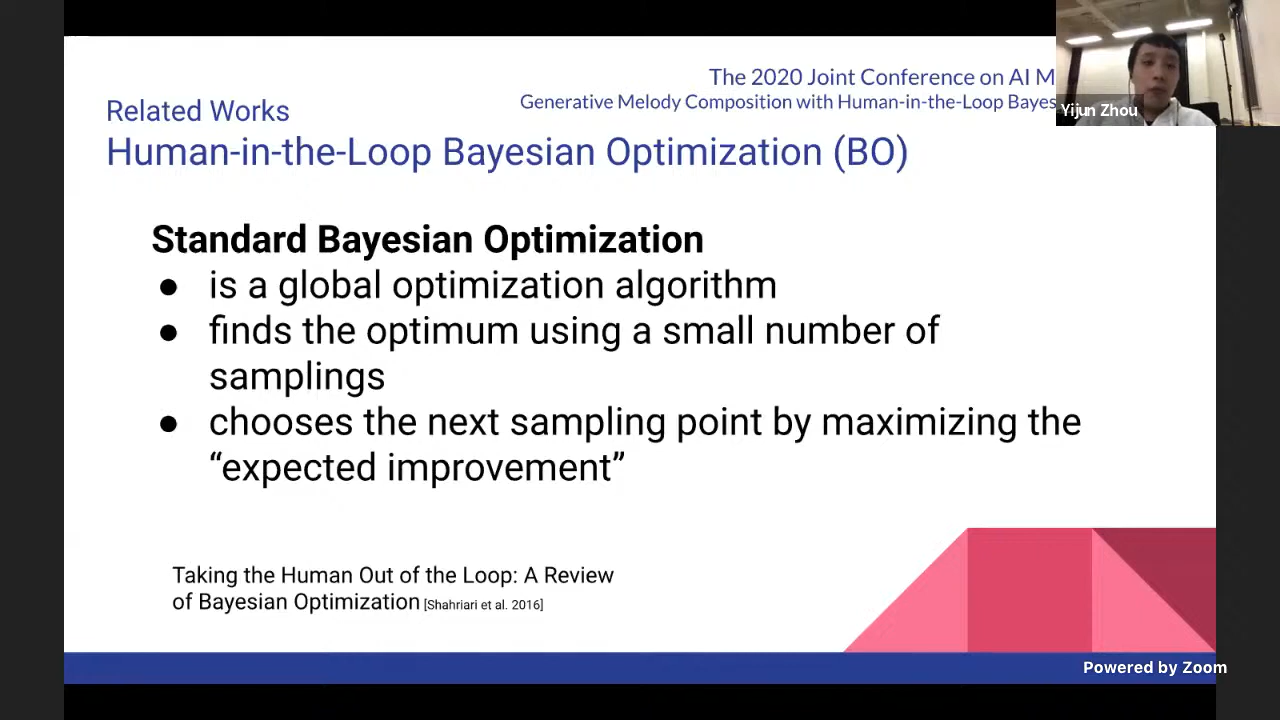 The 2020 Joint Conference on AI M
Generative Melody Composition with Human-in-the-Loop Bayes
Yijun Zhou
Related Works
Human-in-the-Loop Bayesian Optimization (BO)
Standard Bayesian Optimization
● is a global optimization algorithm
● finds the optimum using a small number of
samplings
● chooses the next sampling point by maximizing the
“expected improvement”
Taking the Human Out of the Loop: A Review
of Bayesian Optimization [Shahriari et al. 2016]
Powered by Zoom